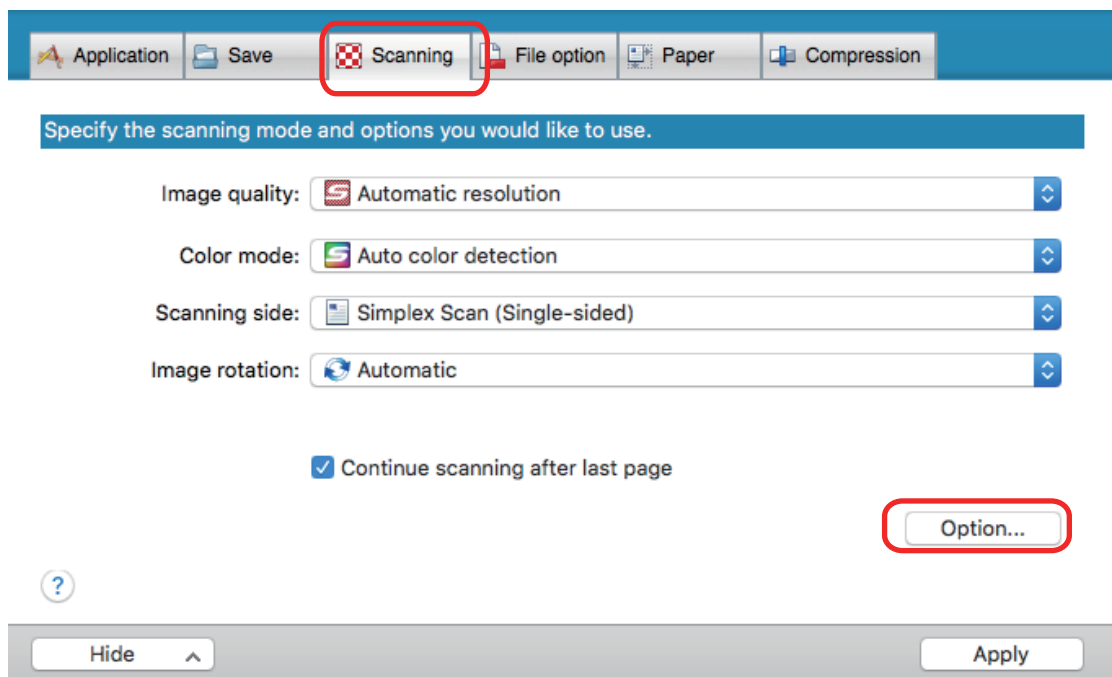 Application Save Scanning File option Paper Compression
Specify the scanning mode and options you would like to use.
Image quality: Automatic resolution
Color mode: Auto color detection
Scanning side: Simplex Scan (Single-sided)
Image rotation: Automatic
Continue scanning after last page
Option...
?
Hide Apply